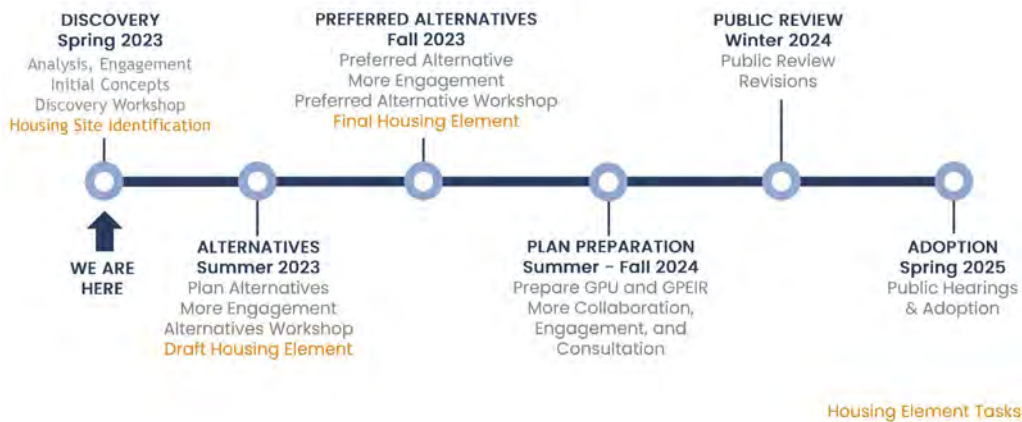 DISCOVERY
Spring 2023
Analysis, Engagement
Initial Concepts
Discovery Workshop
Housing Site Identification
PREFERRED ALTERNATIVES
Fall 2023
Preferred Alternative
More Engagement
Preferred Alternative Workshop
Final Housing Element
PUBLIC REVIEW
Winter 2024
Public Review
Revisions
WE ARE
HERE
ALTERNATIVES
Summer 2023
Plan Alternatives
More Engagement
Alternatives Workshop
Draft Housing Element
PLAN PREPARATION
Summer - Fall 2024
Prepare GPU and GPEIR
More Collaboration,
Engagement, and
Consultation
ADOPTION
Spring 2025
Public Hearings
& Adoption
Housing Element Tasks